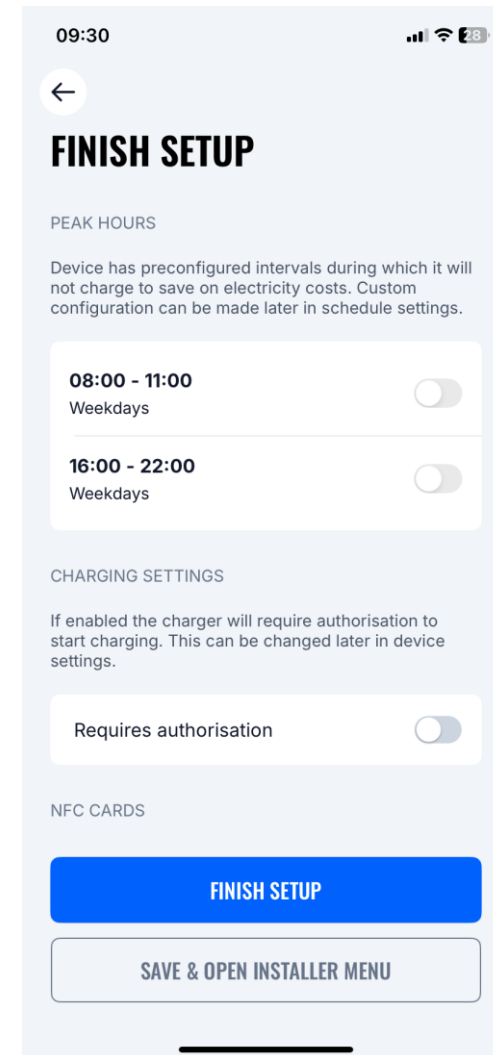 09:30
28
FINISH SETUP
PEAK HOURS
Device has preconfigured intervals during which it will
not charge to save on electricity costs. Custom
configuration can be made later in schedule settings.
08:00 - 11:00
Weekdays
16:00 - 22:00
Weekdays
CHARGING SETTINGS
If enabled the charger will require authorisation to
start charging. This can be changed later in device
settings.
Requires authorisation
NFC CARDS
FINISH SETUP
SAVE & OPEN INSTALLER MENU